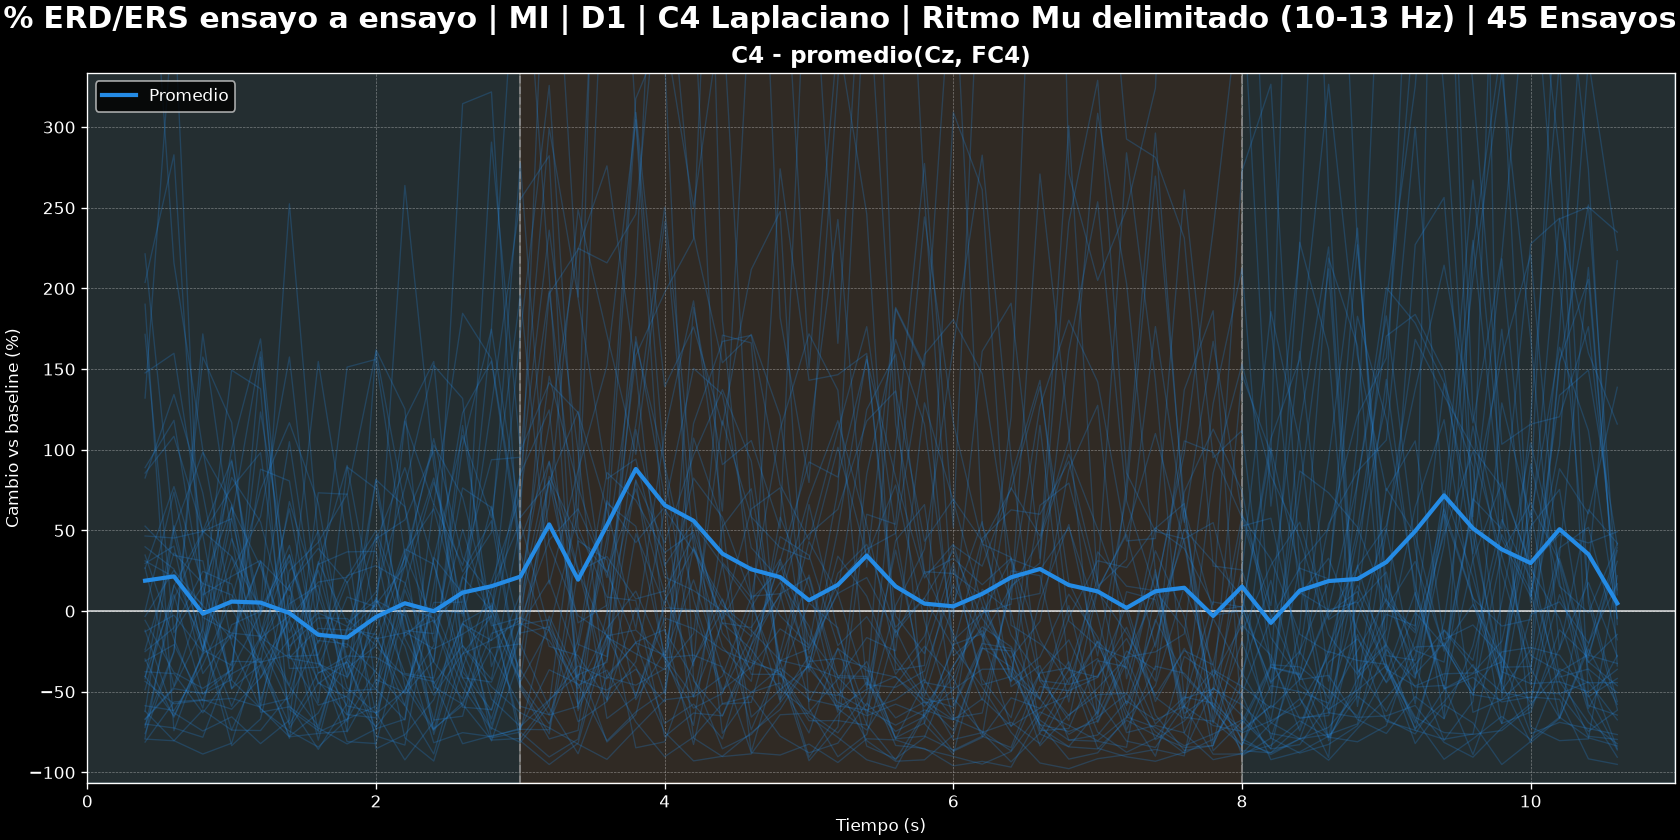 % ERD/ERS ensayo a ensayo | MI | D1 | C4 Laplaciano | Ritmo Mu delimitado (10-13 Hz) | 45 Ensayos
C4 - promedio(Cz, FC4)
Promedio
Cambio vs baseline (%)
300
250
200
150
100
50
0
−50
−100
0 2 4 6 8 10
Tiempo (s)